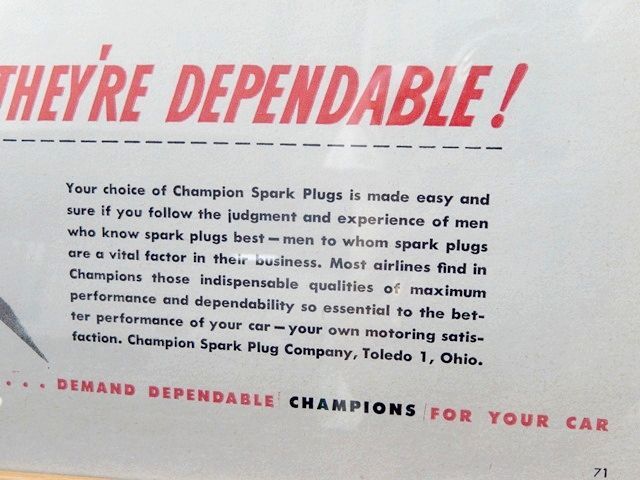 THEY'RE DEPENDABLE!
Your choice of Champion Spark Plugs is made easy and
sure if you follow the judgment and experience of men
who know spark plugs best—men to whom spark plugs
are a vital factor in their business. Most airlines find in
Champions those indispensable qualities of maximum
performance and dependability so essential to the bet-
ter performance of your car—your own motoring satis-
faction. Champion Spark Plug Company, Toledo 1, Ohio.
... DEMAND DEPENDABLE CHAMPIONS FOR YOUR CAR
71